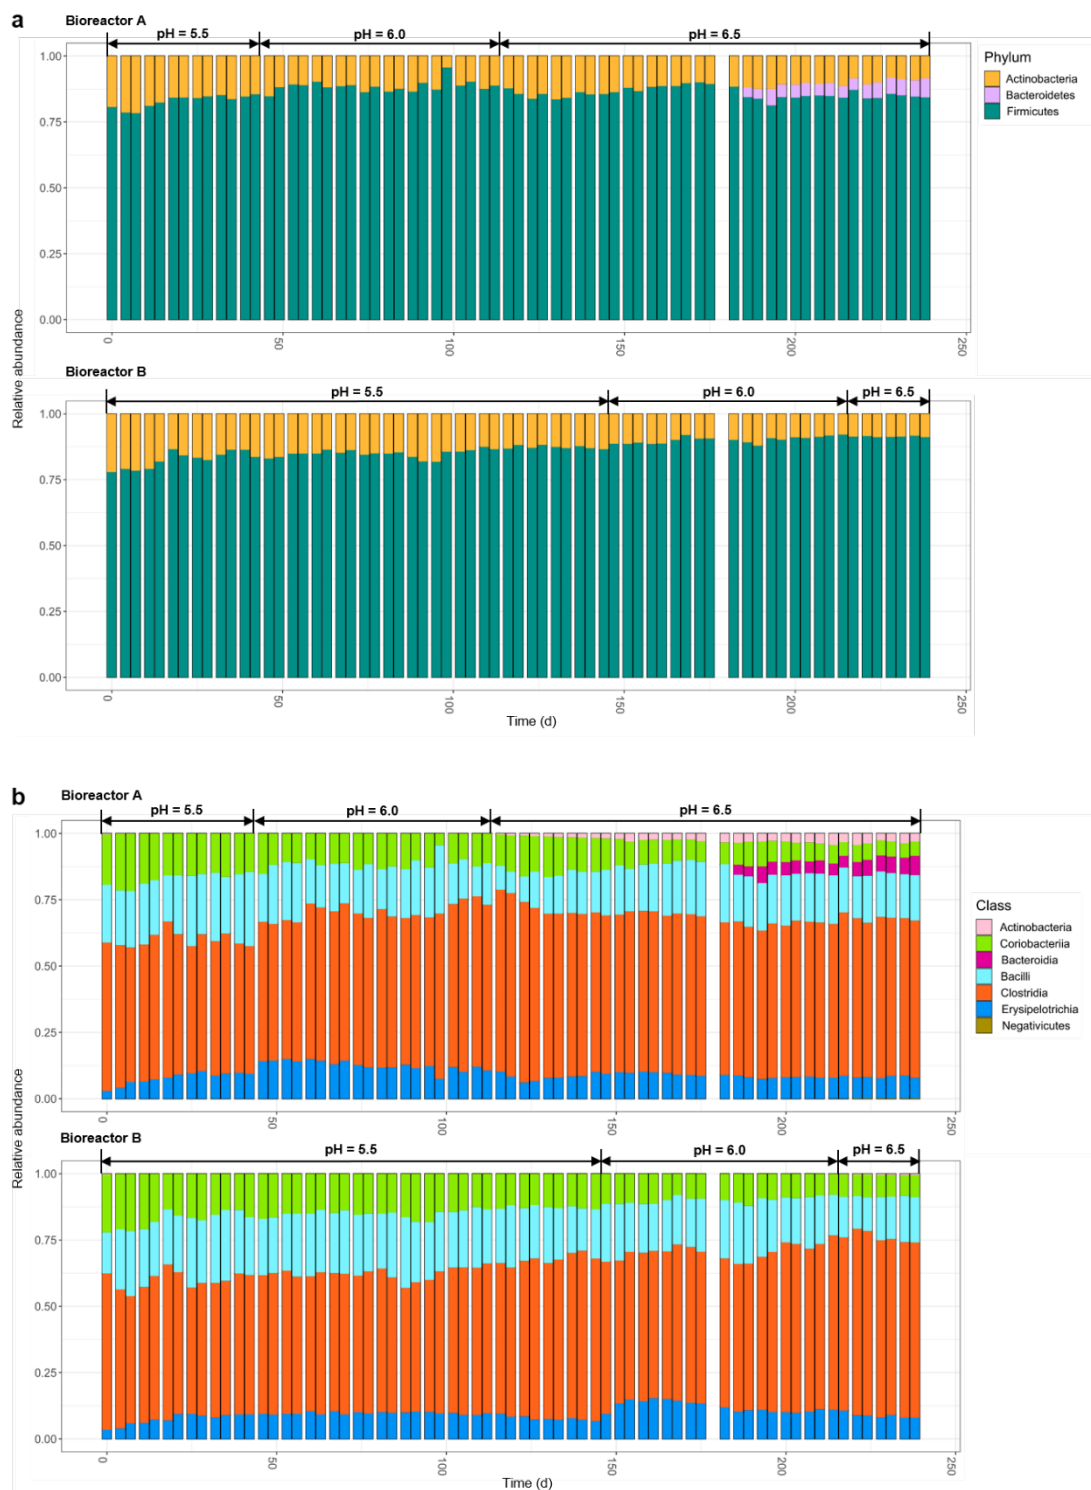 a
Bioreactor A
pH = 5.5 pH = 6.0 pH = 6.5
1.00
0.75
0.50
0.25
0.00
0 50 100 150 200 250
Phylum
Actinobacteria
Bacteroidetes
Firmicutes
Relative abundance
Bioreactor B
pH = 5.5 pH = 6.0 pH = 6.5
1.00
0.75
0.50
0.25
0.00
0 50 100 150 200 250
Time (d)
b
Bioreactor A
pH = 5.5 pH = 6.0 pH = 6.5
1.00
0.75
0.50
0.25
0.00
0 50 100 150 200 250
Class
Actinobacteria
Coriobacteriia
Bacteroidia
Bacilli
Clostridia
Erysipelotrichia
Negativicutes
Relative abundance
Bioreactor B
pH = 5.5 pH = 6.0 pH = 6.5
1.00
0.75
0.50
0.25
0.00
0 50 100 150 200 250
Time (d)